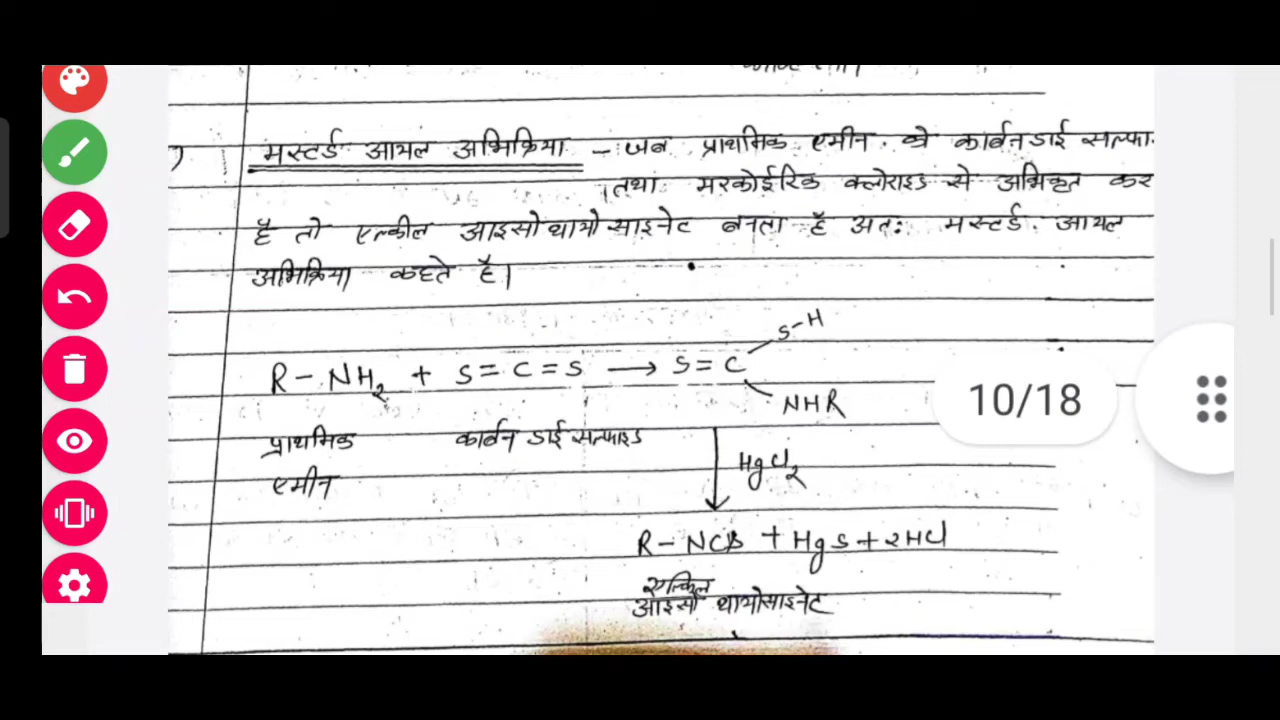 ) मस्टर्ड आयल अभिक्रिया - जब प्राथमिक एमीन को कार्बन डाई सल्फा
तथा मरकोईरिक क्लोराइड से अभिकृत कर
है तो एल्कील आइसोथायोसाइनेट बनता है अतः मस्टर्ड आयल
अभिक्रिया कहते है।
S-H
R - NH2 + S = C = S → S = C
NHR
10/18
प्राथमिक कार्बन डाई सल्फाइड
एमीन
HgCl2
R - NCS + HgS + 2HCl
एल्किल
आइसो थायोसाइनेट